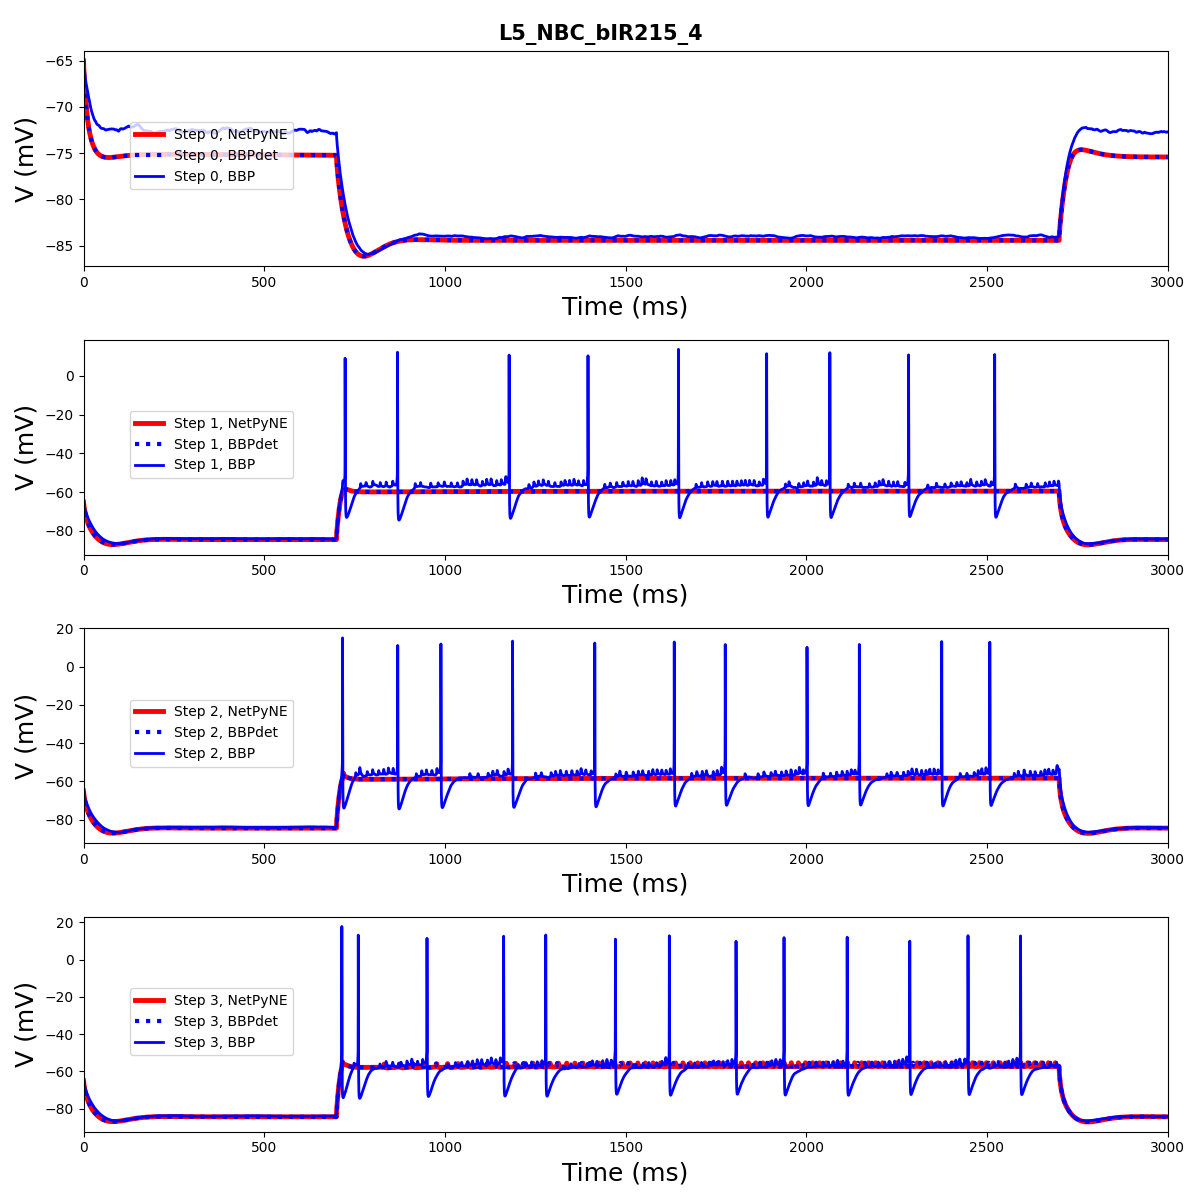 L5_NBC_bIR215_4
−65
−70
−75
−80
−85
V (mV)
Step 0, NetPyNE
Step 0, BBPdet
Step 0, BBP
0 500 1000 1500 2000 2500 3000
Time (ms)
0
−20
−40
−60
−80
V (mV)
Step 1, NetPyNE
Step 1, BBPdet
Step 1, BBP
0 500 1000 1500 2000 2500 3000
Time (ms)
20
0
−20
−40
−60
−80
V (mV)
Step 2, NetPyNE
Step 2, BBPdet
Step 2, BBP
0 500 1000 1500 2000 2500 3000
Time (ms)
20
0
−20
−40
−60
−80
V (mV)
Step 3, NetPyNE
Step 3, BBPdet
Step 3, BBP
0 500 1000 1500 2000 2500 3000
Time (ms)